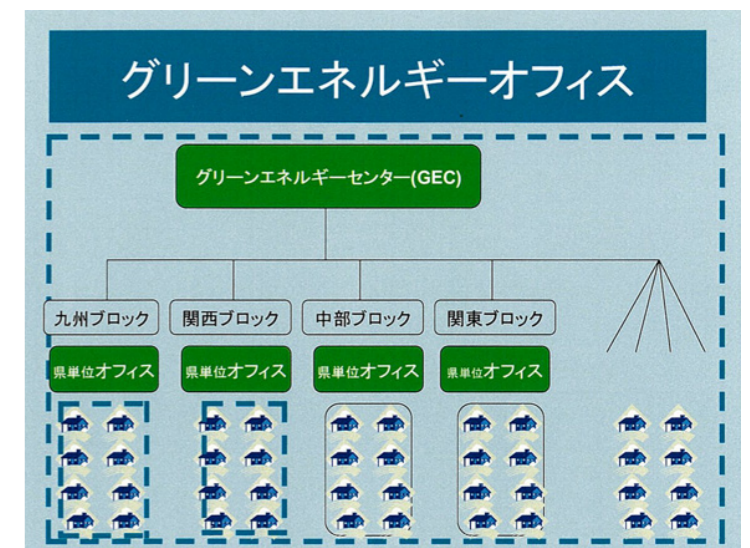 グリーンエネルギーオフィス
グリーンエネルギーセンター(GEC)
九州ブロック
関西ブロック
中部ブロック
関東ブロック
県単位オフィス
県単位オフィス
県単位オフィス
県単位オフィス